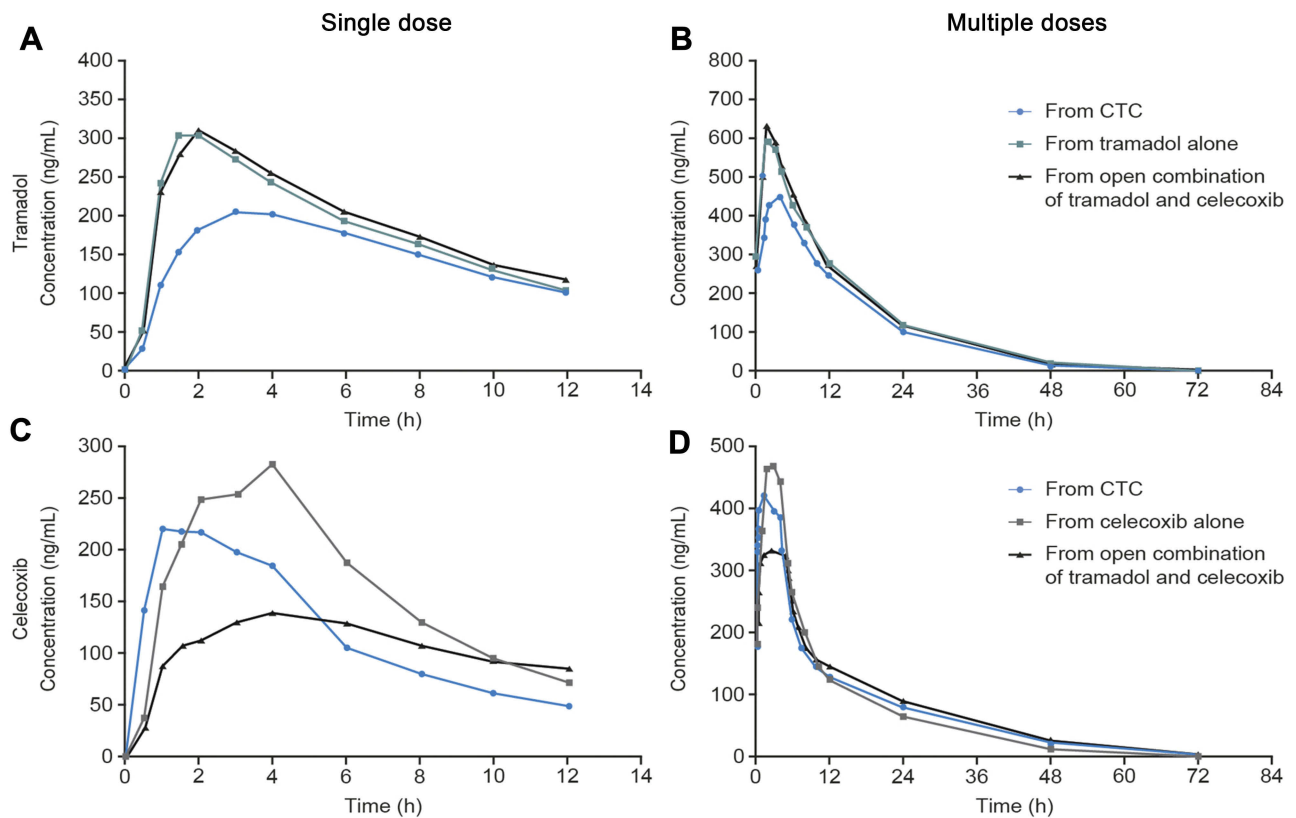 Single dose
Multiple doses
A
400
350
300
250
200
150
100
50
0
Tramadol
Concentration (ng/mL)
0 2 4 6 8 10 12 14
Time (h)
B
800
700
600
500
400
300
200
100
0
Concentration (ng/mL)
0 12 24 36 48 60 72 84
Time (h)
From CTC
From tramadol alone
From open combination
of tramadol and celecoxib
C
300
250
200
150
100
50
0
Celecoxib
Concentration (ng/mL)
0 2 4 6 8 10 12 14
Time (h)
D
500
400
300
200
100
0
Concentration (ng/mL)
0 12 24 36 48 60 72 84
Time (h)
From CTC
From celecoxib alone
From open combination
of tramadol and celecoxib